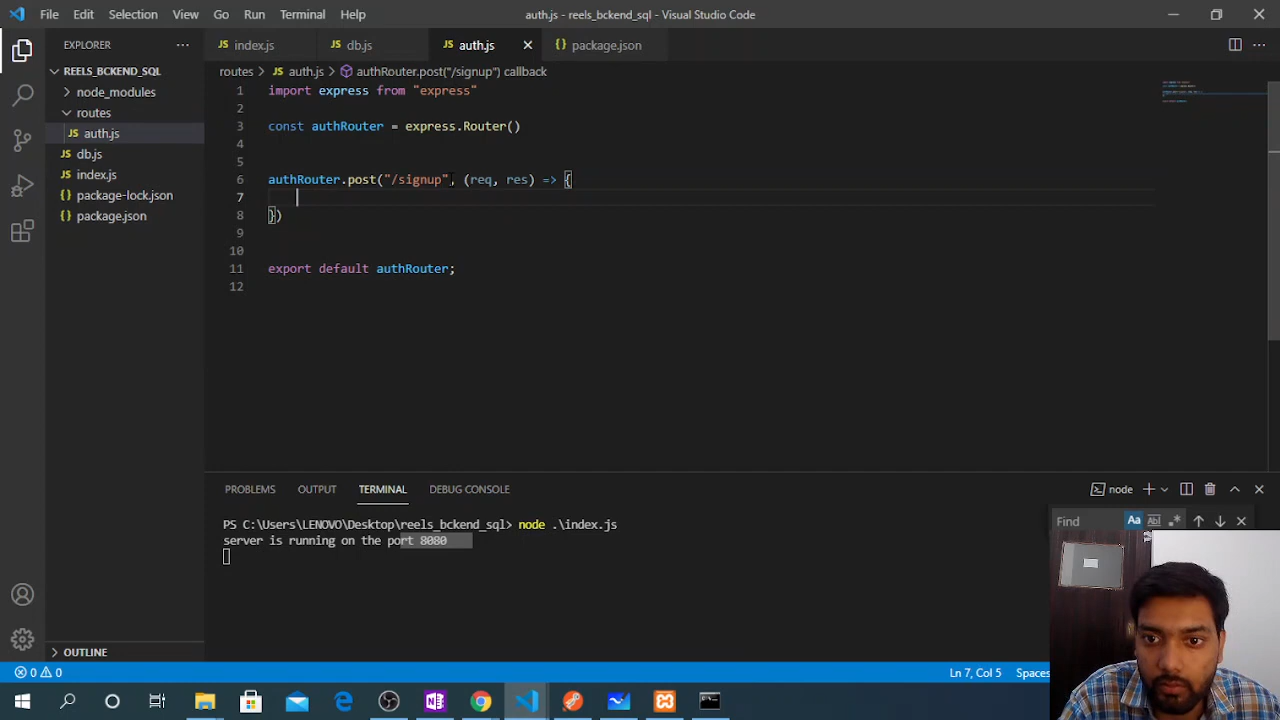 File Edit Selection View Go Run Terminal Help auth.js - reels_bckend_sql - Visual Studio Code
EXPLORER
index.js db.js auth.js package.json
REELS_BCKEND_SQL
node_modules
routes
auth.js
db.js
index.js
package-lock.json
package.json
routes > auth.js > authRouter.post("/signup") callback
1 import express from "express"
2
3 const authRouter = express.Router()
4
5
6 authRouter.post("/signup", (req, res) => {
7
8 })
9
10
11 export default authRouter;
12
PROBLEMS OUTPUT TERMINAL DEBUG CONSOLE
node
PS C:\Users\LENOVO\Desktop\reels_bckend_sql> node .\index.js
server is running on the port 8080
Find
Aa Abl
OUTLINE
0 0 Ln 7, Col 5 Spaces